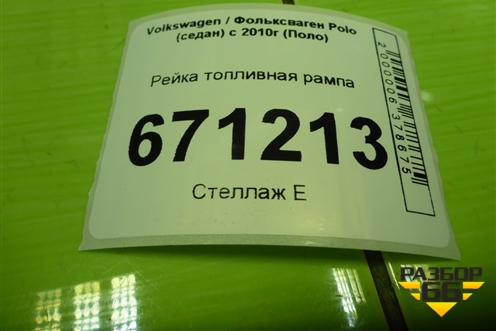 Volkswagen / Фольксваген Polo
(седан) с 2010г (Поло)
Рейка топливная рампа
671213
Стеллаж Е
2000006378675
РАЗБОР
66